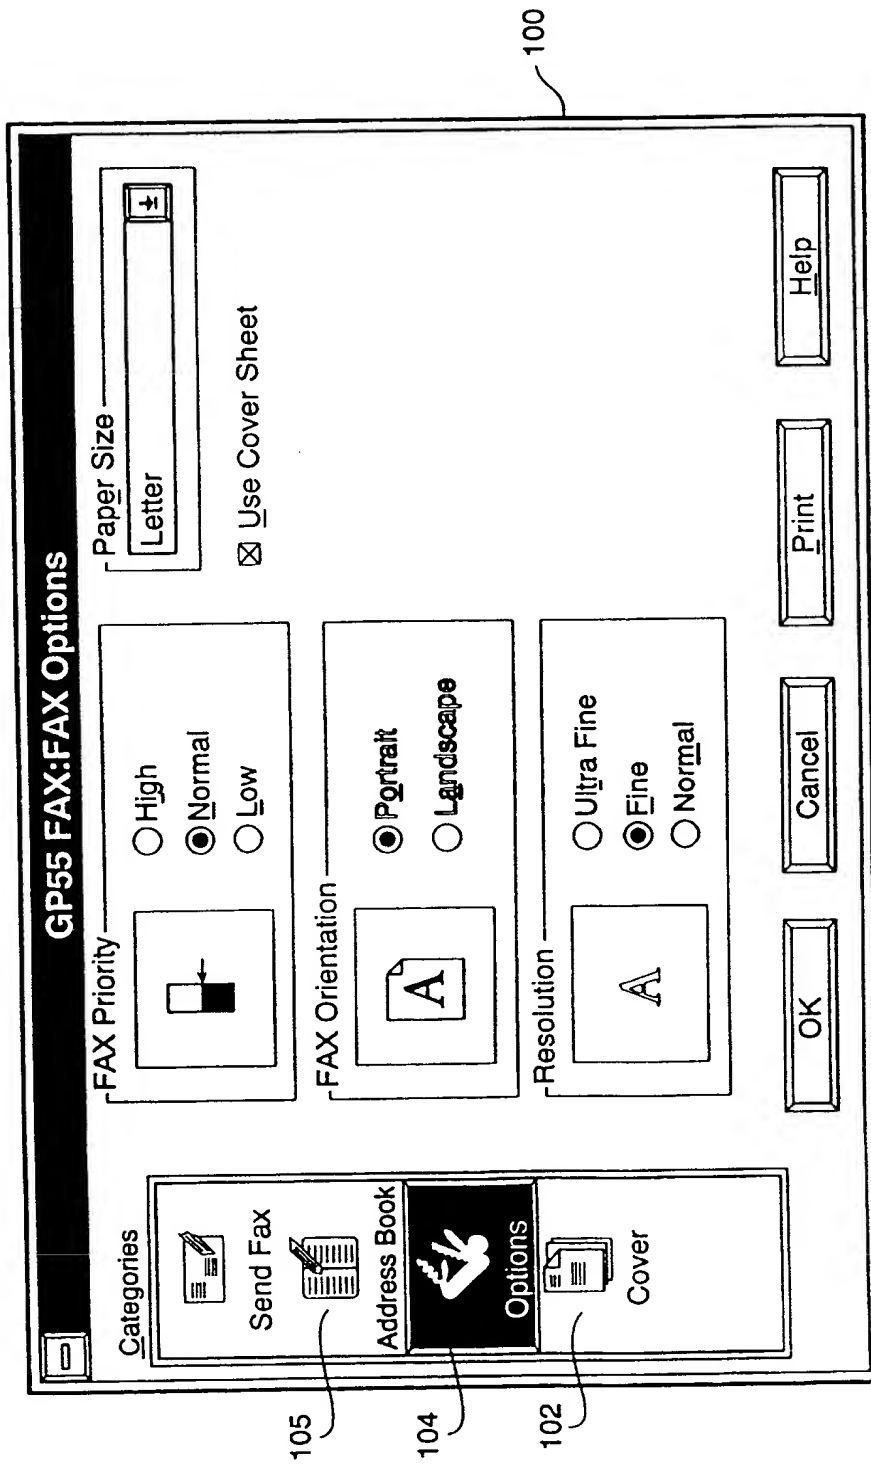 GP55 FAX:FAX Options
Categories
Send Fax
Address Book
Options
Cover
FAX Priority
High
Normal
Low
FAX Orientation
A
Portrait
Landscape
Resolution
A
Ultra Fine
Fine
Normal
Paper Size
Letter
Use Cover Sheet
OK
Cancel
Print
Help
105
104
102
100